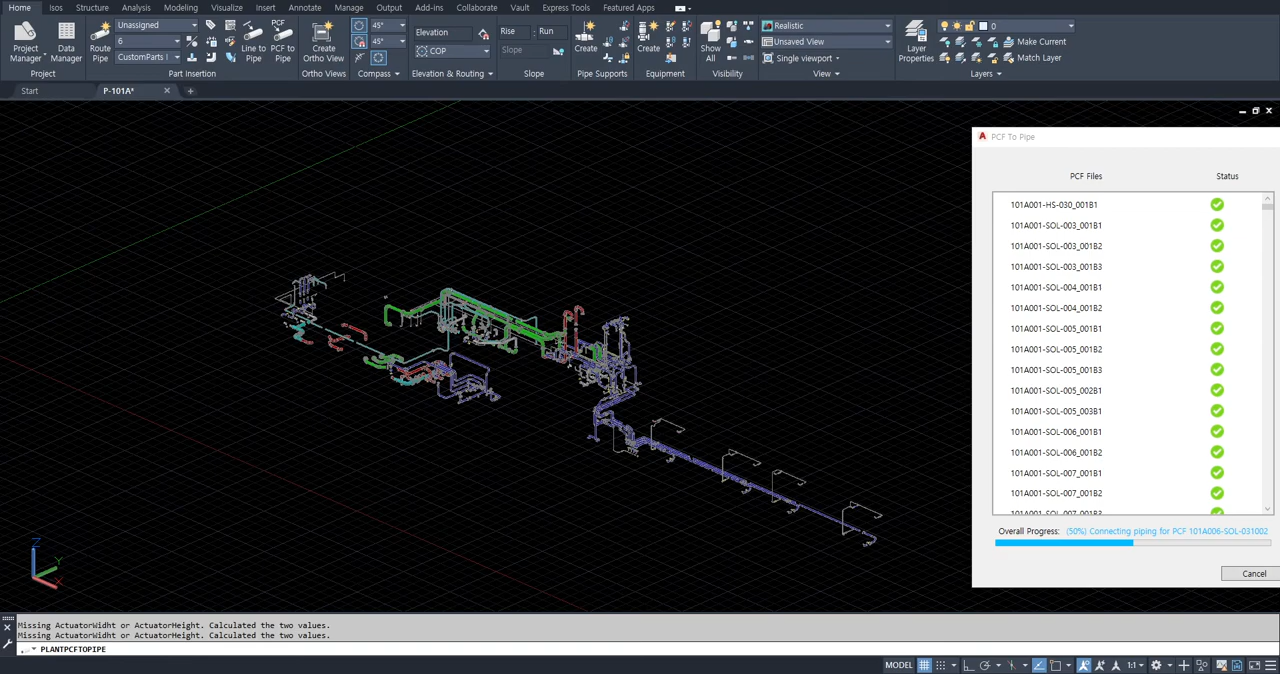 Home Isos Structure Analysis Modeling Visualize Insert Annotate Manage Output Add-ins Collaborate Vault Express Tools Featured Apps
Project Manager
Data Manager
Project
Route Pipe
Unassigned
6
CustomParts
Line to Pipe
PCF to Pipe
Part Insertion
Create Ortho View
Ortho Views
45°
45°
Compass
Elevation
COP
Elevation & Routing
Rise
Run
Slope
Slope
Create
Pipe Supports
Create
Equipment
Show All
Visibility
Realistic
Unsaved View
Single viewport
View
Layer Properties
0
Make Current
Match Layer
Layers
Start
P-101A*
PCF To Pipe
PCF Files Status
101A001-HS-030_001B1
101A001-SOL-003_001B1
101A001-SOL-003_001B2
101A001-SOL-003_001B3
101A001-SOL-004_001B1
101A001-SOL-004_001B2
101A001-SOL-005_001B1
101A001-SOL-005_001B2
101A001-SOL-005_001B3
101A001-SOL-005_002B1
101A001-SOL-005_003B1
101A001-SOL-006_001B1
101A001-SOL-006_001B2
101A001-SOL-007_001B1
101A001-SOL-007_001B2
101A001-SOL-007_001B3
Overall Progress: (50%) Connecting piping for PCF 101A006-SOL-031002
Cancel
Z
Y
X
Missing ActuatorWidht or ActuatorHeight. Calculated the two values.
Missing ActuatorWidht or ActuatorHeight. Calculated the two values.
PLANTPCFTOPIPE
MODEL
1:1